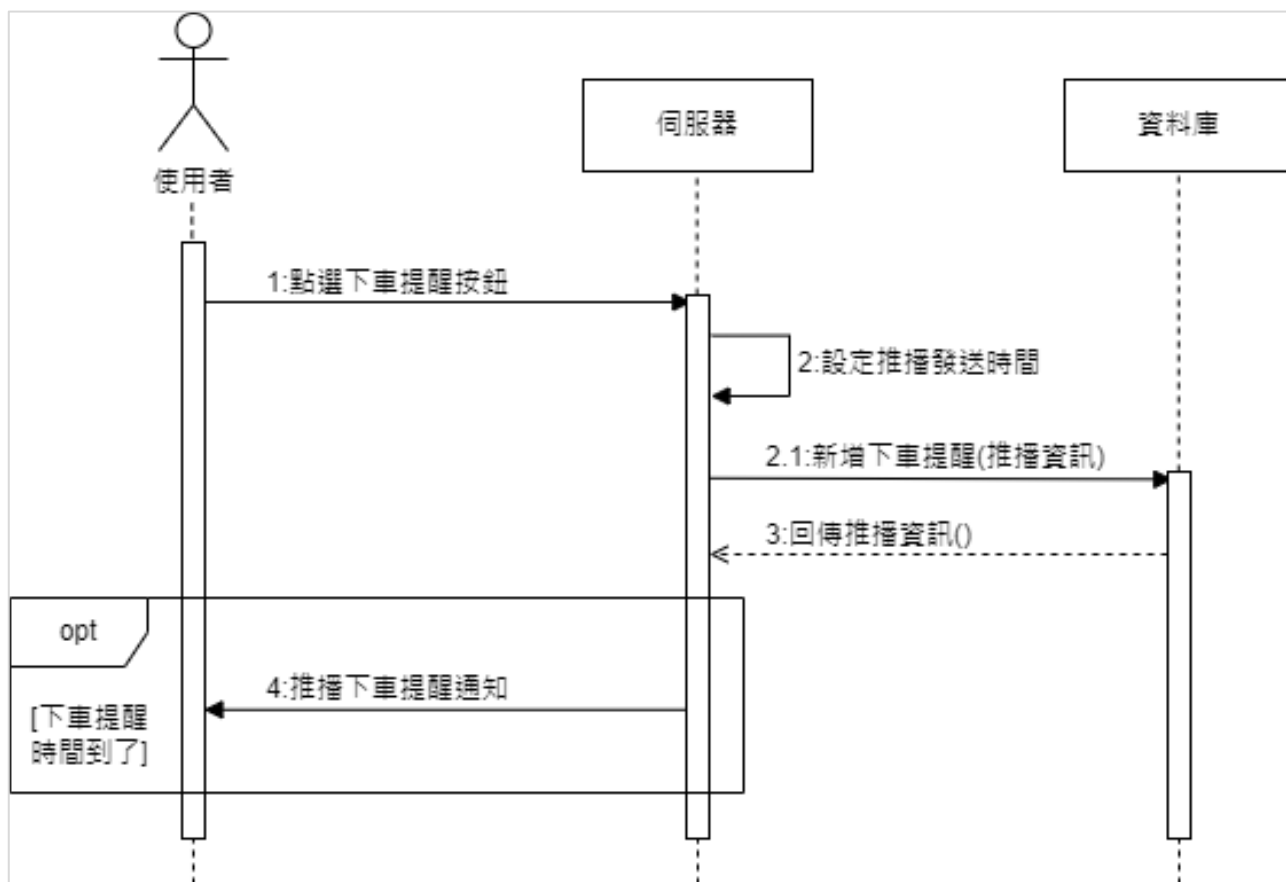 使用者
伺服器
資料庫
1:點選下車提醒按鈕
2:設定推播發送時間
2.1:新增下車提醒(推播資訊)
3:回傳推播資訊()
opt
4:推播下車提醒通知
[下車提醒
時間到了]